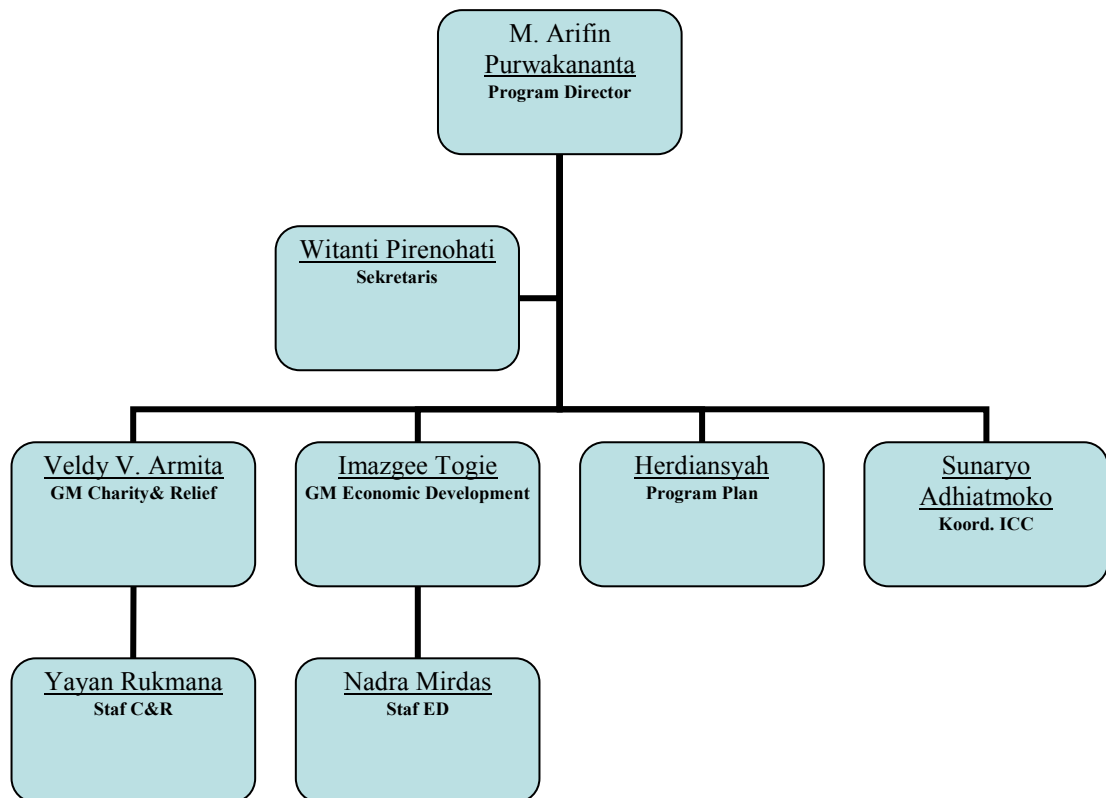 M. Arifin
Purwakananta
Program Director
Witanti Pirenohati
Sekretaris
Veldy V. Armita
GM Charity& Relief
Imazgee Togie
GM Economic Development
Herdiansyah
Program Plan
Sunaryo
Adhiatmoko
Koord. ICC
Yayan Rukmana
Staf C&R
Nadra Mirdas
Staf ED